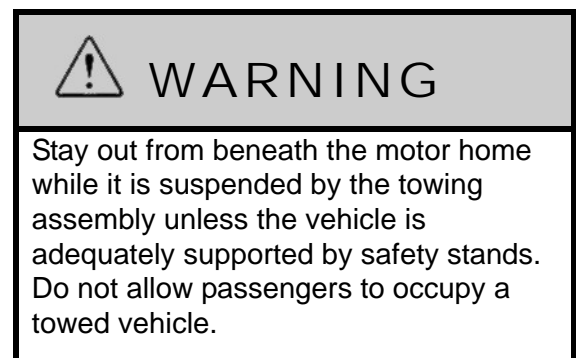 WARNING
Stay out from beneath the motor home
while it is suspended by the towing
assembly unless the vehicle is
adequately supported by safety stands.
Do not allow passengers to occupy a
towed vehicle.